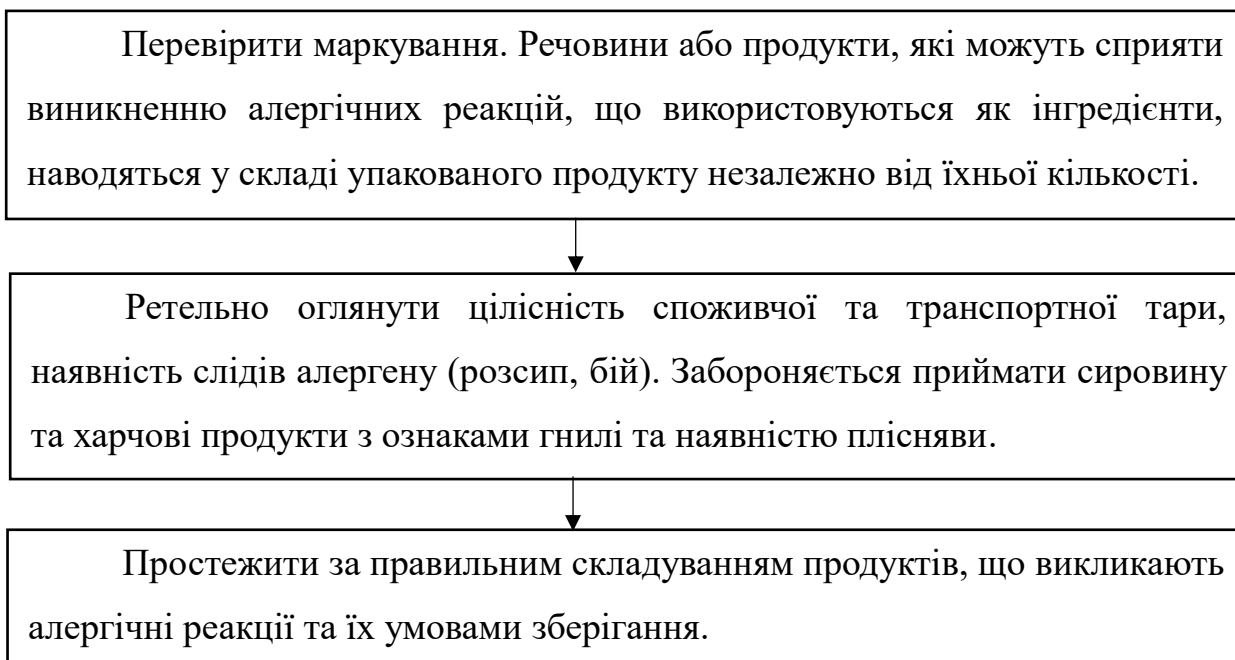 Перевірити маркування. Речовини або продукти, які можуть сприяти
виникненню алергічних реакцій, що використовуються як інгредієнти,
наводяться у складі упакованого продукту незалежно від їхньої кількості.
Ретельно оглянути цілісність споживчої та транспортної тари,
наявність слідів алергену (розсип, бій). Забороняється приймати сировину
та харчові продукти з ознаками гнилі та наявністю плісняви.
Простежити за правильним складуванням продуктів, що викликають
алергічні реакції та їх умовами зберігання.